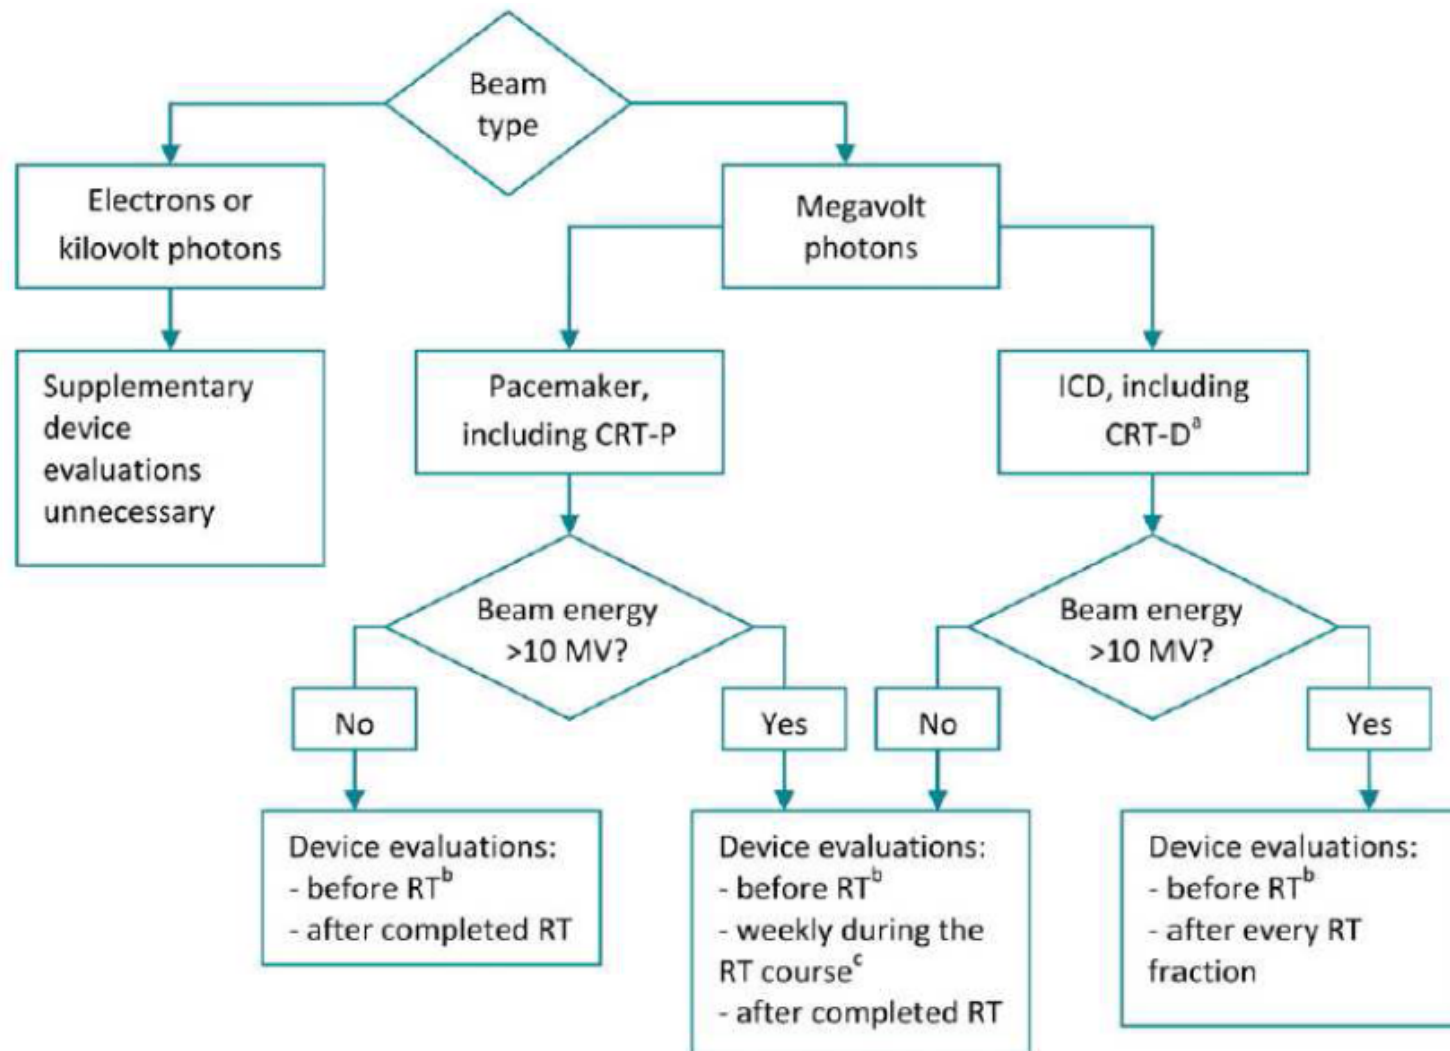 Beam
type
Electrons or
kilovolt photons
Megavolt
photons
Supplementary
device
evaluations
unnecessary
Pacemaker,
including CRT-P
ICD, including
CRT-Dᵃ
Beam energy
>10 MV?
Beam energy
>10 MV?
No
Yes
No
Yes
Device evaluations:
- before RTᵇ
- after completed RT
Device evaluations:
- before RTᵇ
- weekly during the
RT courseᶜ
- after completed RT
Device evaluations:
- before RTᵇ
- after every RT
fraction